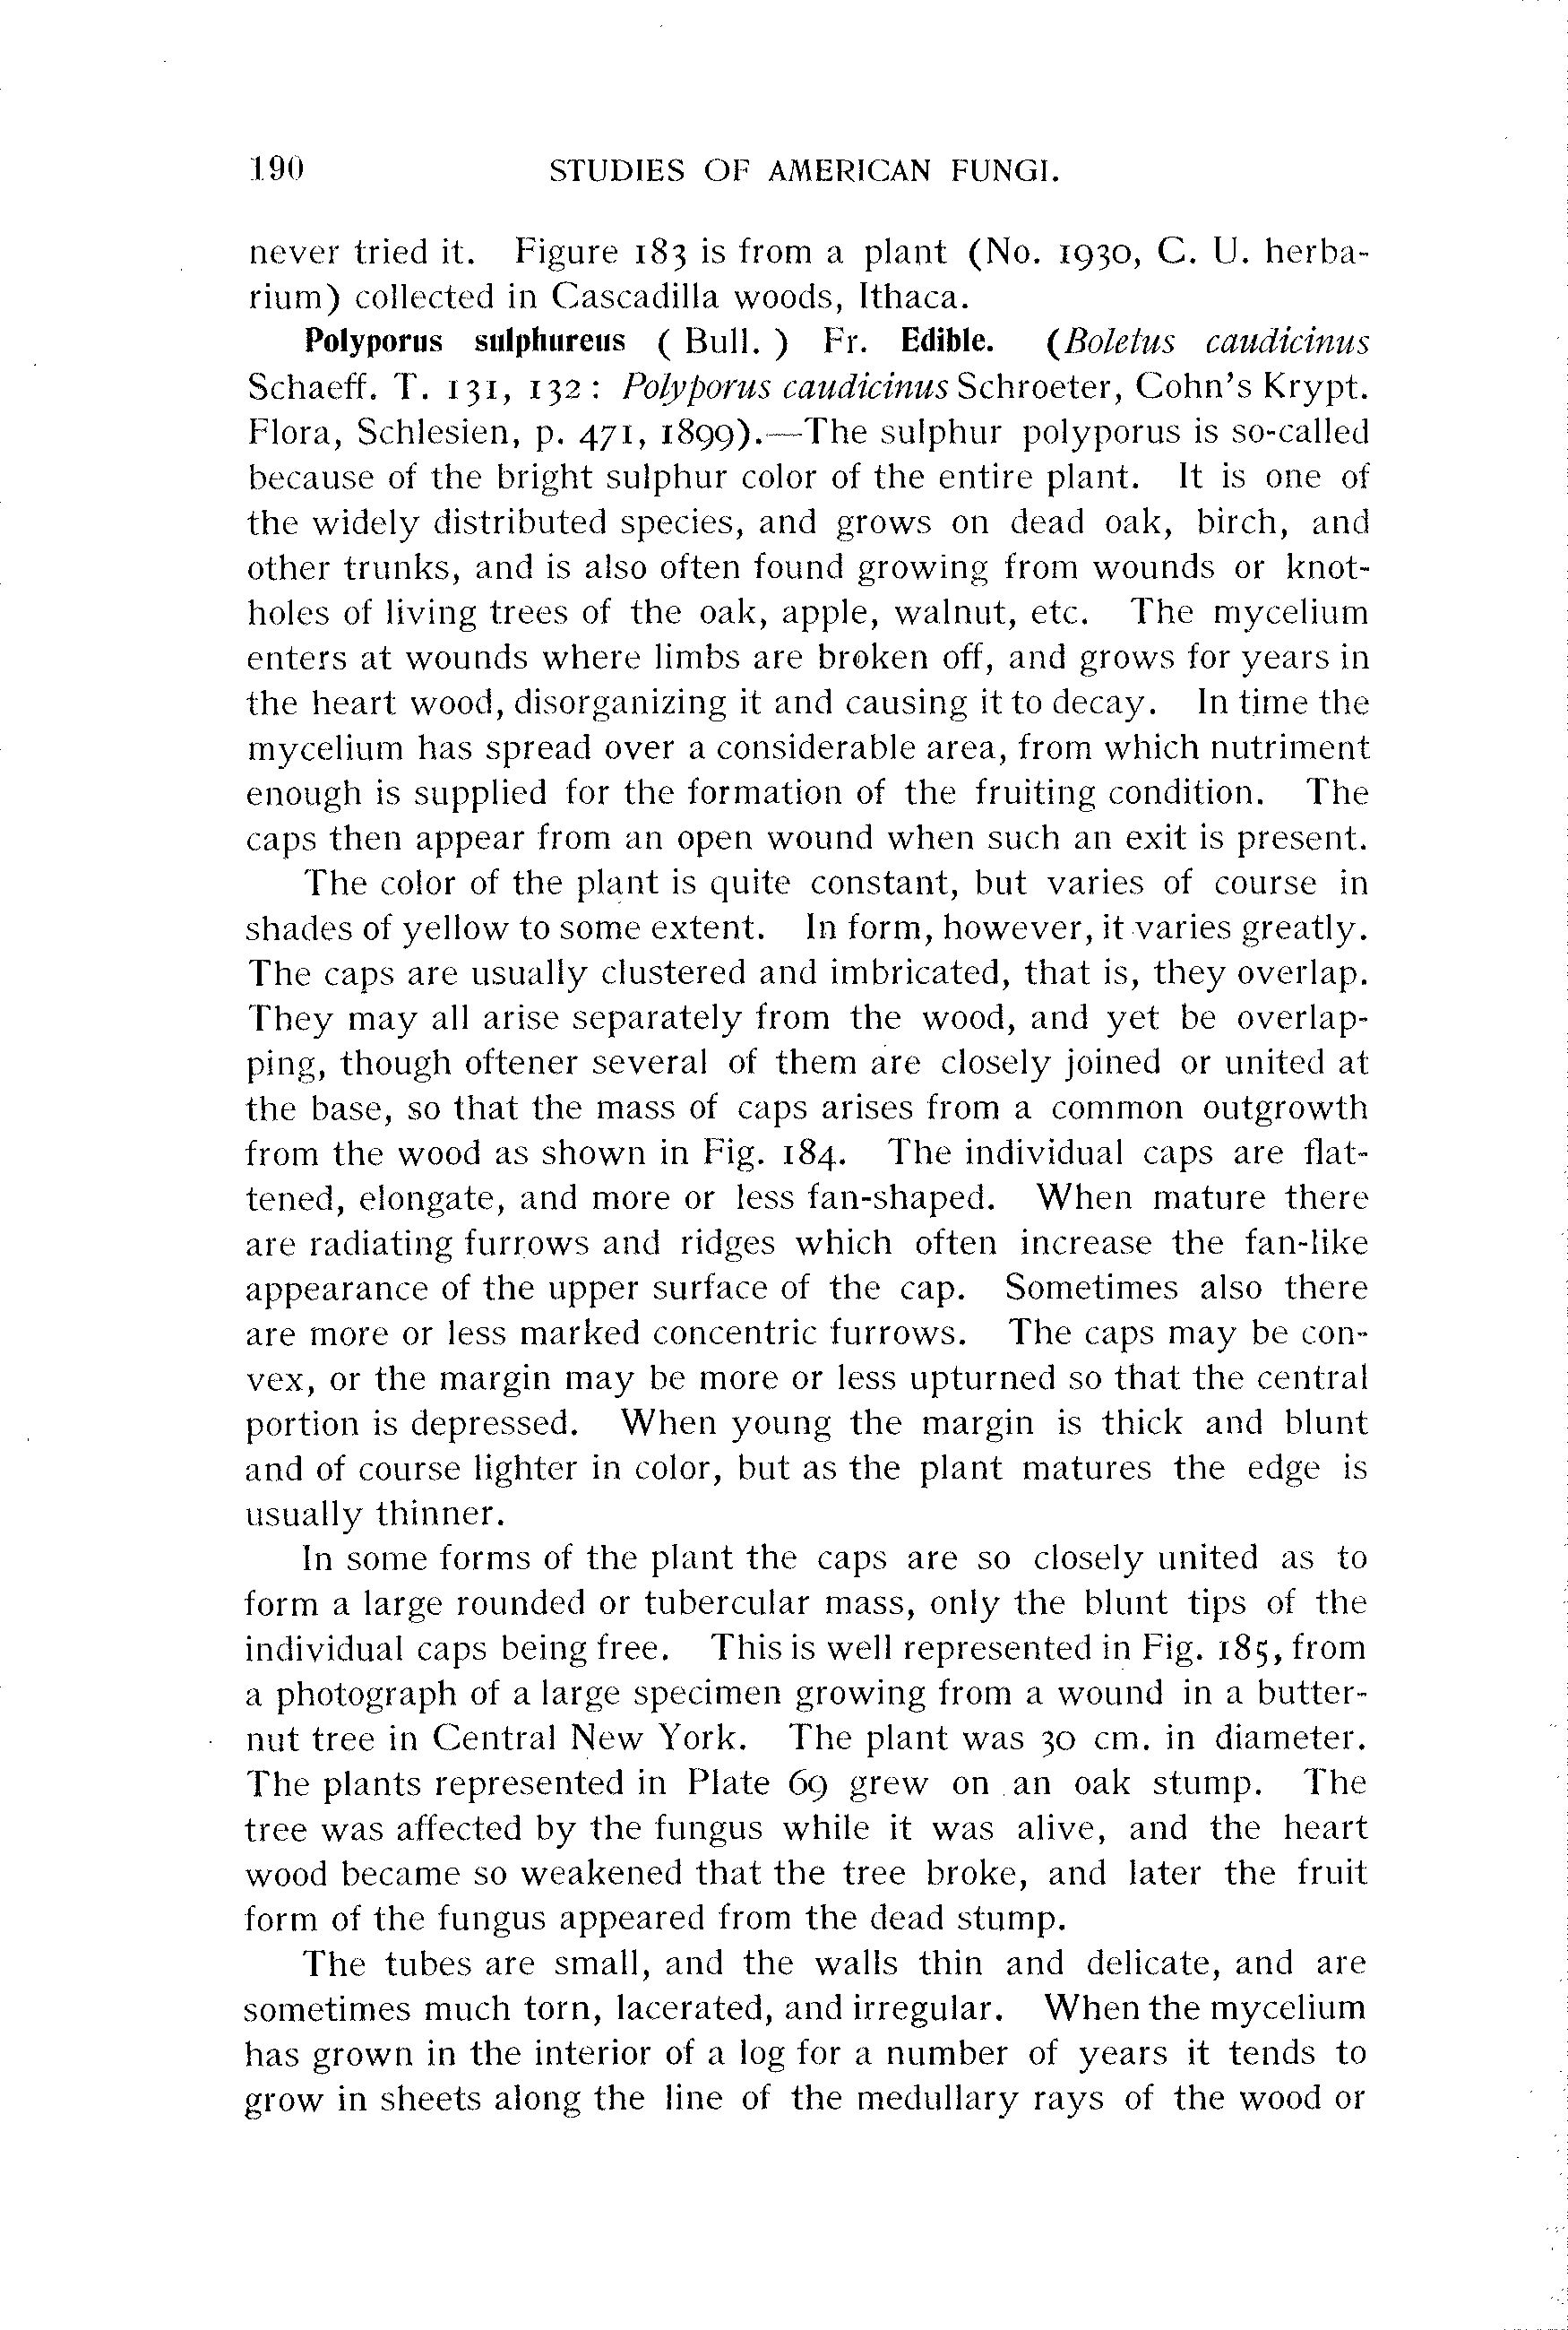 190 STUDIES OF AMERICAN FUNGI.
never tried it. Figure 183 is from a plant (No. 1930, C. U. herba-
rium) collected in Cascadilla woods, Ithaca.
Polyporus sulphureus ( Bull. ) Fr. Edible. (Boletus caudicinus
Schaeff. T. 131, 132 : Polyporus caudicinus Schroeter, Cohn's Krypt.
Flora, Schlesien, p. 471, 1899).—The sulphur polyporus is so-called
because of the bright sulphur color of the entire plant. It is one of
the widely distributed species, and grows on dead oak, birch, and
other trunks, and is also often found growing from wounds or knot-
holes of living trees of the oak, apple, walnut, etc. The mycelium
enters at wounds where limbs are broken off, and grows for years in
the heart wood, disorganizing it and causing it to decay. In time the
mycelium has spread over a considerable area, from which nutriment
enough is supplied for the formation of the fruiting condition. The
caps then appear from an open wound when such an exit is present.
The color of the plant is quite constant, but varies of course in
shades of yellow to some extent. In form, however, it varies greatly.
The caps are usually clustered and imbricated, that is, they overlap.
They may all arise separately from the wood, and yet be overlap-
ping, though oftener several of them are closely joined or united at
the base, so that the mass of caps arises from a common outgrowth
from the wood as shown in Fig. 184. The individual caps are flat-
tened, elongate, and more or less fan-shaped. When mature there
are radiating furrows and ridges which often increase the fan-like
appearance of the upper surface of the cap. Sometimes also there
are more or less marked concentric furrows. The caps may be con-
vex, or the margin may be more or less upturned so that the central
portion is depressed. When young the margin is thick and blunt
and of course lighter in color, but as the plant matures the edge is
usually thinner.
In some forms of the plant the caps are so closely united as to
form a large rounded or tubercular mass, only the blunt tips of the
individual caps being free. This is well represented in Fig. 185, from
a photograph of a large specimen growing from a wound in a butter-
nut tree in Central New York. The plant was 30 cm. in diameter.
The plants represented in Plate 69 grew on an oak stump. The
tree was affected by the fungus while it was alive, and the heart
wood became so weakened that the tree broke, and later the fruit
form of the fungus appeared from the dead stump.
The tubes are small, and the walls thin and delicate, and are
sometimes much torn, lacerated, and irregular. When the mycelium
has grown in the interior of a log for a number of years it tends to
grow in sheets along the line of the medullary rays of the wood or